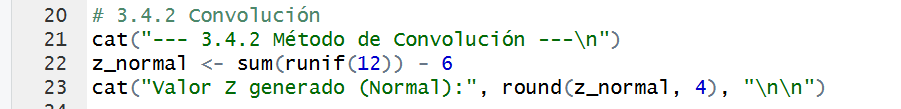 20 # 3.4.2 Convolución
21 cat("--- 3.4.2 Método de Convolución ---\n")
22 z_normal <- sum(runif(12)) - 6
23 cat("Valor Z generado (Normal):", round(z_normal, 4), "\n\n")